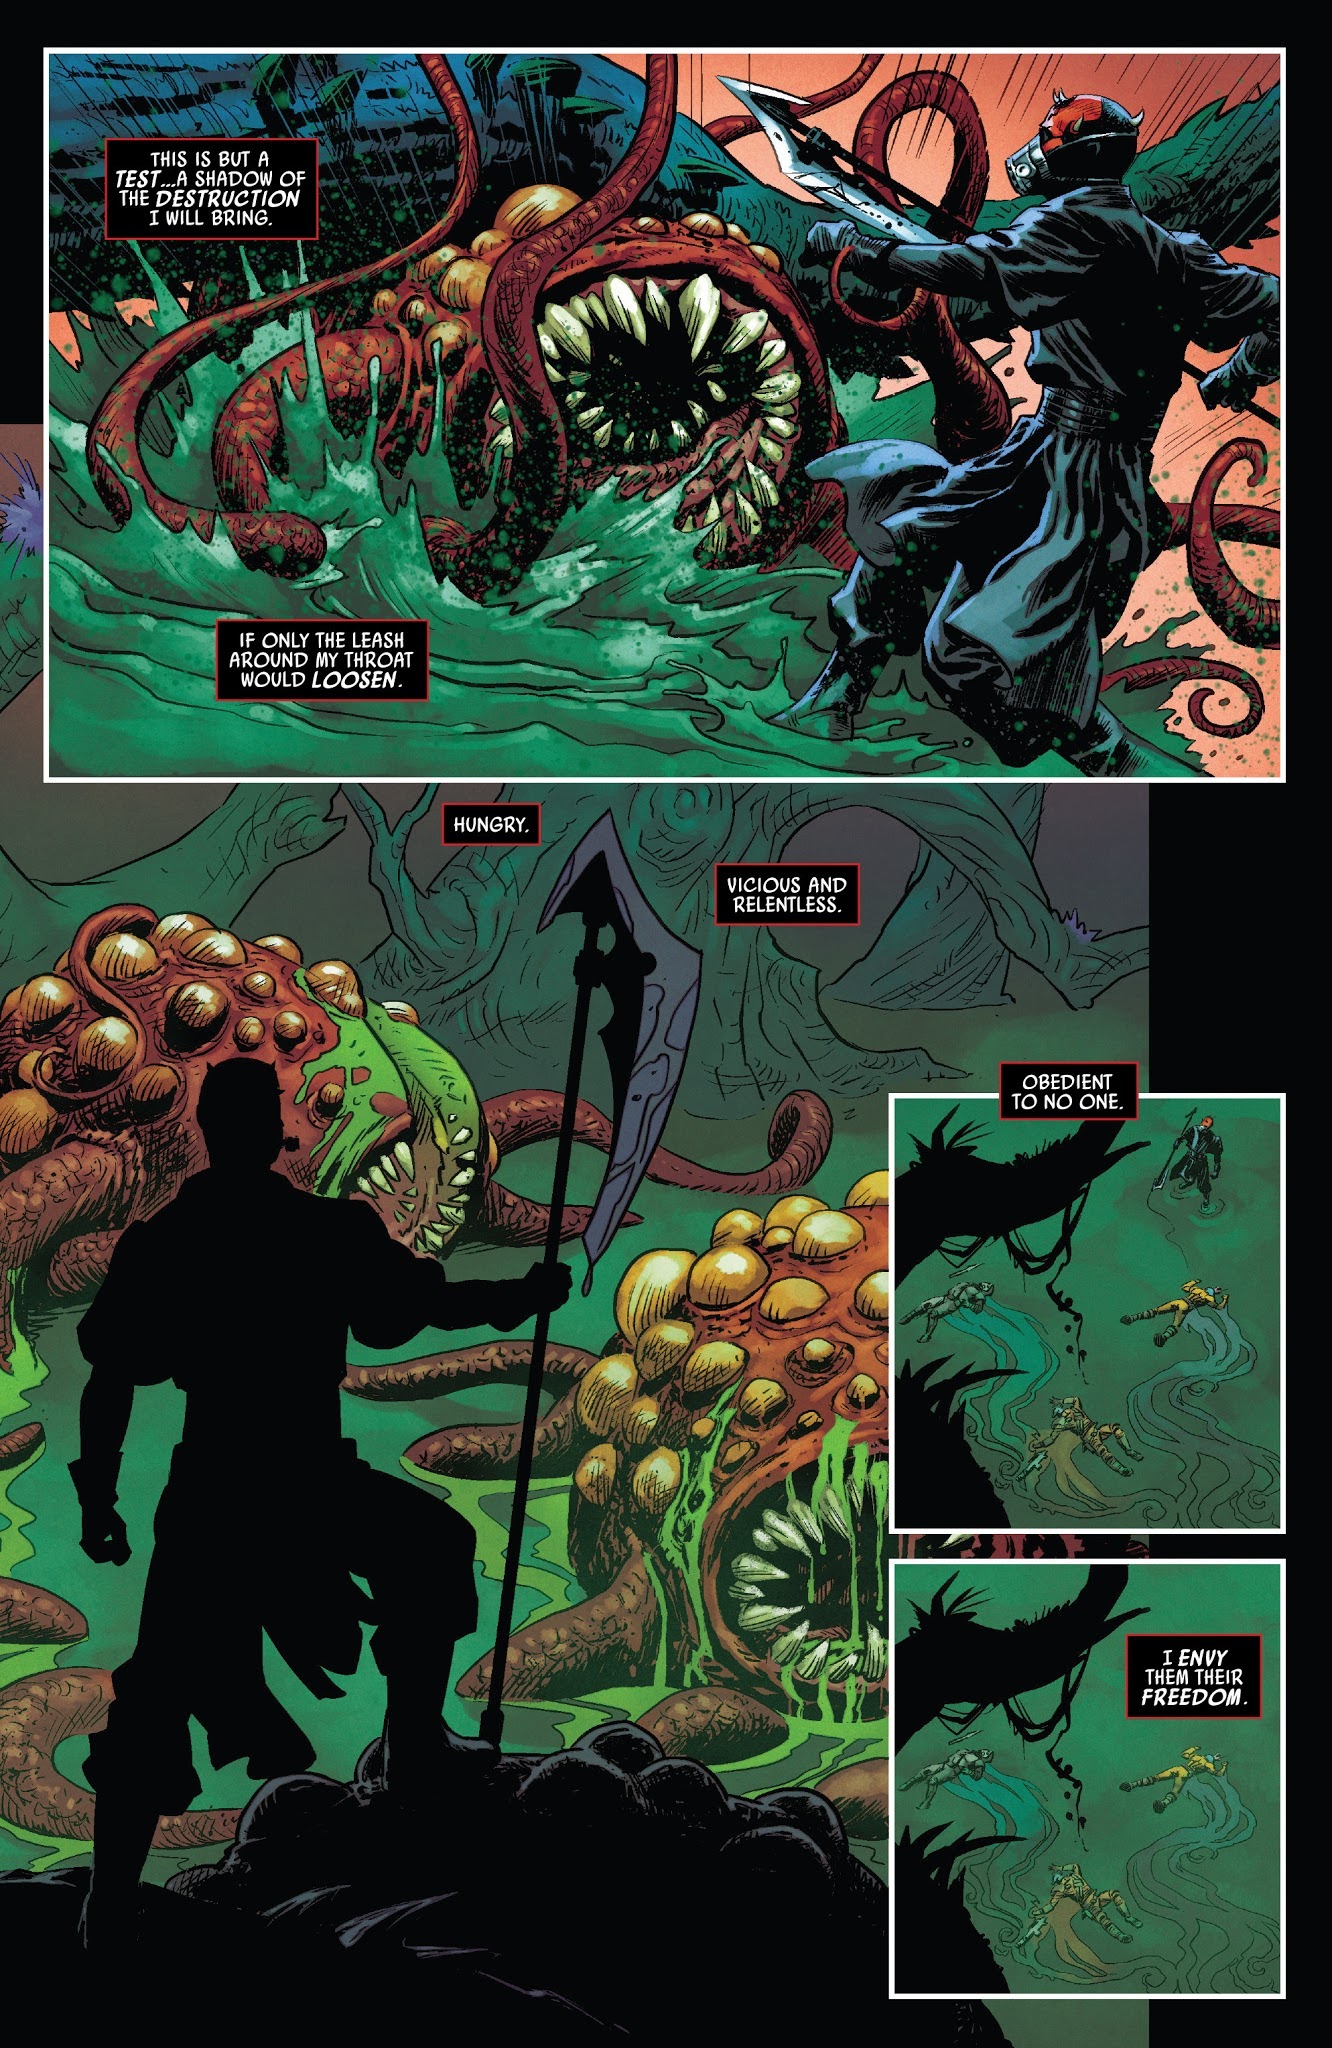 THIS IS BUT A
TEST...A SHADOW OF
THE DESTRUCTION
I WILL BRING.
IF ONLY THE LEASH
AROUND MY THROAT
WOULD LOOSEN.
HUNGRY.
VICIOUS AND
RELENTLESS.
OBEDIENT
TO NO ONE.
I ENVY
THEM THEIR
FREEDOM.